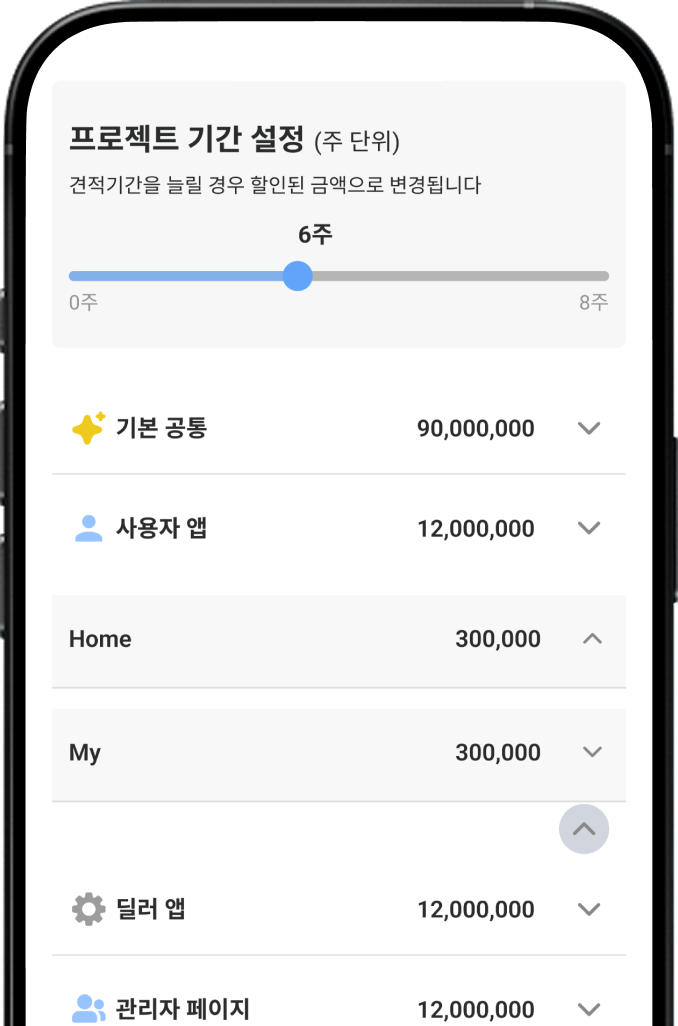 프로젝트 기간 설정 (주 단위)
견적기간을 늘릴 경우 할인된 금액으로 변경됩니다
6주
0주 8주
기본 공통 90,000,000
사용자 앱 12,000,000
Home 300,000
My 300,000
딜러 앱 12,000,000
관리자 페이지 12,000,000